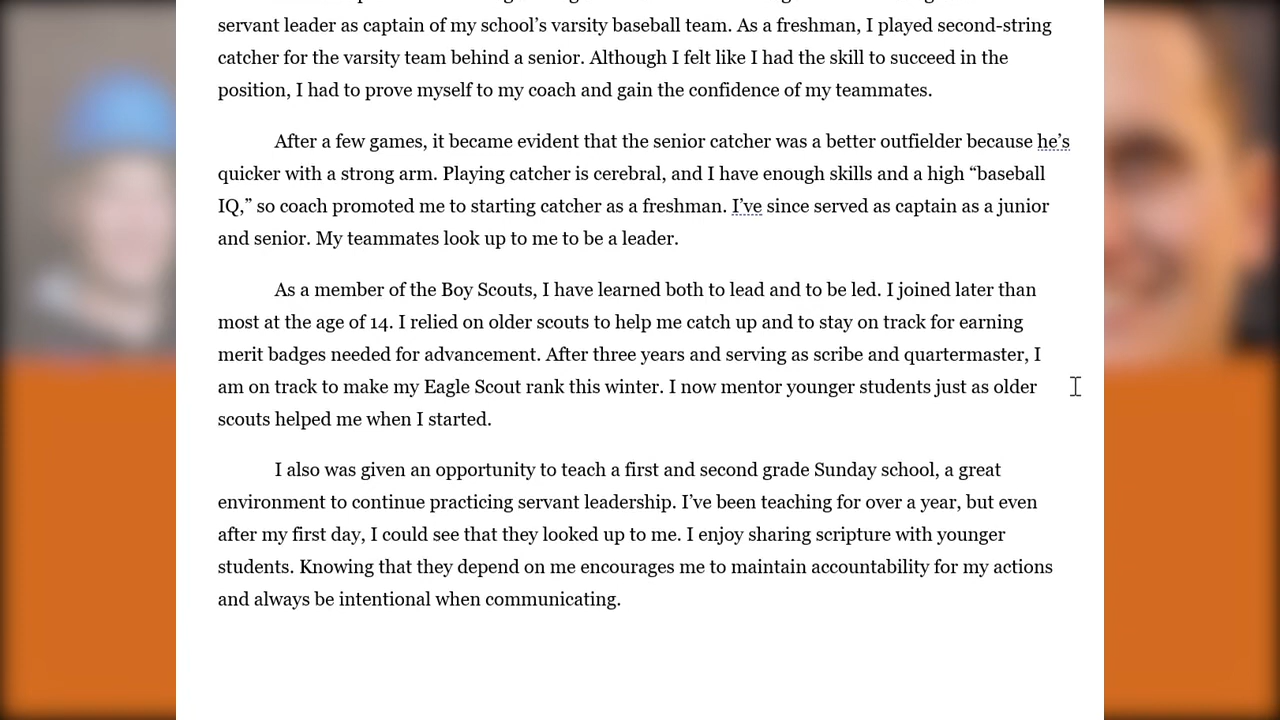 servant leader as captain of my school’s varsity baseball team. As a freshman, I played second-string
catcher for the varsity team behind a senior. Although I felt like I had the skill to succeed in the
position, I had to prove myself to my coach and gain the confidence of my teammates.
After a few games, it became evident that the senior catcher was a better outfielder because he’s
quicker with a strong arm. Playing catcher is cerebral, and I have enough skills and a high “baseball
IQ,” so coach promoted me to starting catcher as a freshman. I’ve since served as captain as a junior
and senior. My teammates look up to me to be a leader.
As a member of the Boy Scouts, I have learned both to lead and to be led. I joined later than
most at the age of 14. I relied on older scouts to help me catch up and to stay on track for earning
merit badges needed for advancement. After three years and serving as scribe and quartermaster, I
am on track to make my Eagle Scout rank this winter. I now mentor younger students just as older
scouts helped me when I started.
I also was given an opportunity to teach a first and second grade Sunday school, a great
environment to continue practicing servant leadership. I’ve been teaching for over a year, but even
after my first day, I could see that they looked up to me. I enjoy sharing scripture with younger
students. Knowing that they depend on me encourages me to maintain accountability for my actions
and always be intentional when communicating.